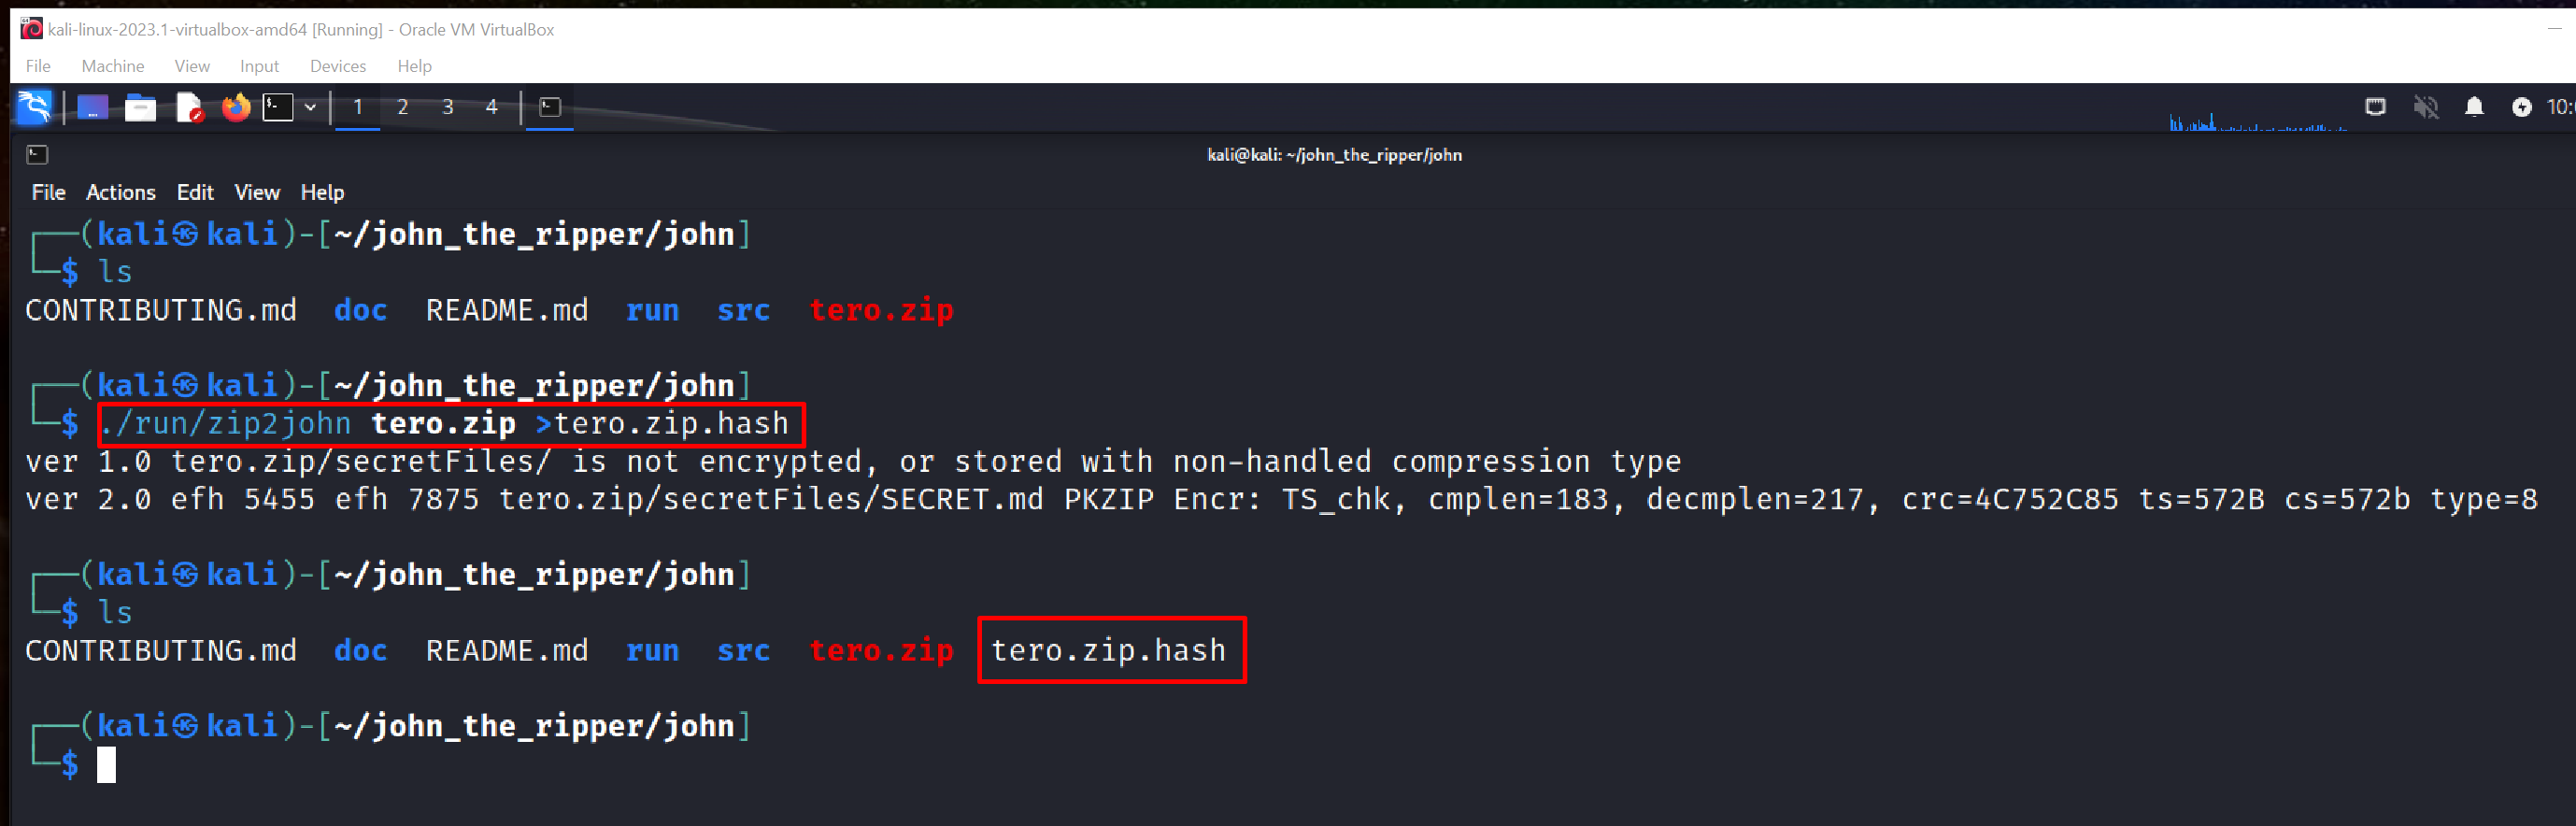 kali-linux-2023.1-virtualbox-amd64 [Running] - Oracle VM VirtualBox
File Machine View Input Devices Help
1 2 3 4
kali@kali: ~/john_the_ripper/john
File Actions Edit View Help
┌──(kali㉿kali)-[~/john_the_ripper/john]
└─$ ls
CONTRIBUTING.md doc README.md run src tero.zip
┌──(kali㉿kali)-[~/john_the_ripper/john]
└─$ ./run/zip2john tero.zip >tero.zip.hash
ver 1.0 tero.zip/secretFiles/ is not encrypted, or stored with non-handled compression type
ver 2.0 efh 5455 efh 7875 tero.zip/secretFiles/SECRET.md PKZIP Encr: TS_chk, cmplen=183, decmplen=217, crc=4C752C85 ts=572B cs=572b type=8
┌──(kali㉿kali)-[~/john_the_ripper/john]
└─$ ls
CONTRIBUTING.md doc README.md run src tero.zip tero.zip.hash
┌──(kali㉿kali)-[~/john_the_ripper/john]
└─$